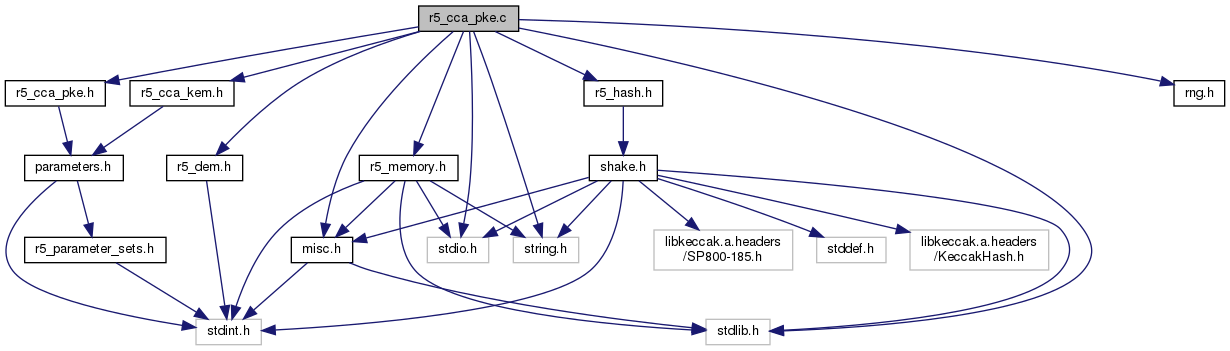 r5_cca_pke.c
r5_cca_pke.h
r5_cca_kem.h
r5_hash.h
rng.h
parameters.h
r5_dem.h
r5_memory.h
shake.h
r5_parameter_sets.h
misc.h
stdio.h
string.h
libkeccak.a.headers
/SP800-185.h
stddef.h
libkeccak.a.headers
/KeccakHash.h
stdint.h
stdlib.h